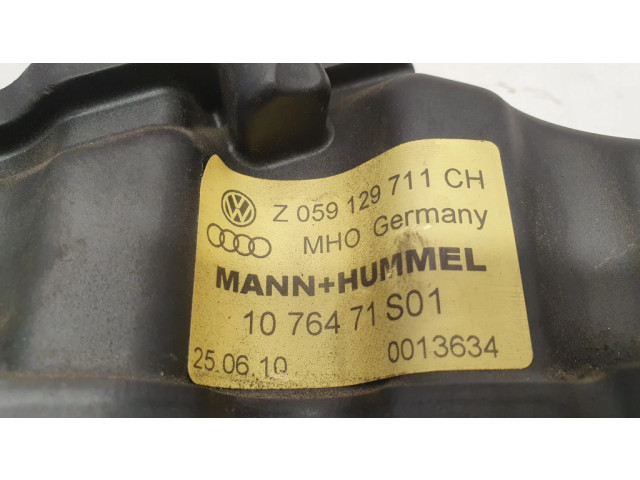 Z 059 129 711 CH
MHO Germany
MANN+HUMMEL
10 764 71 S01
25.06.10 0013634